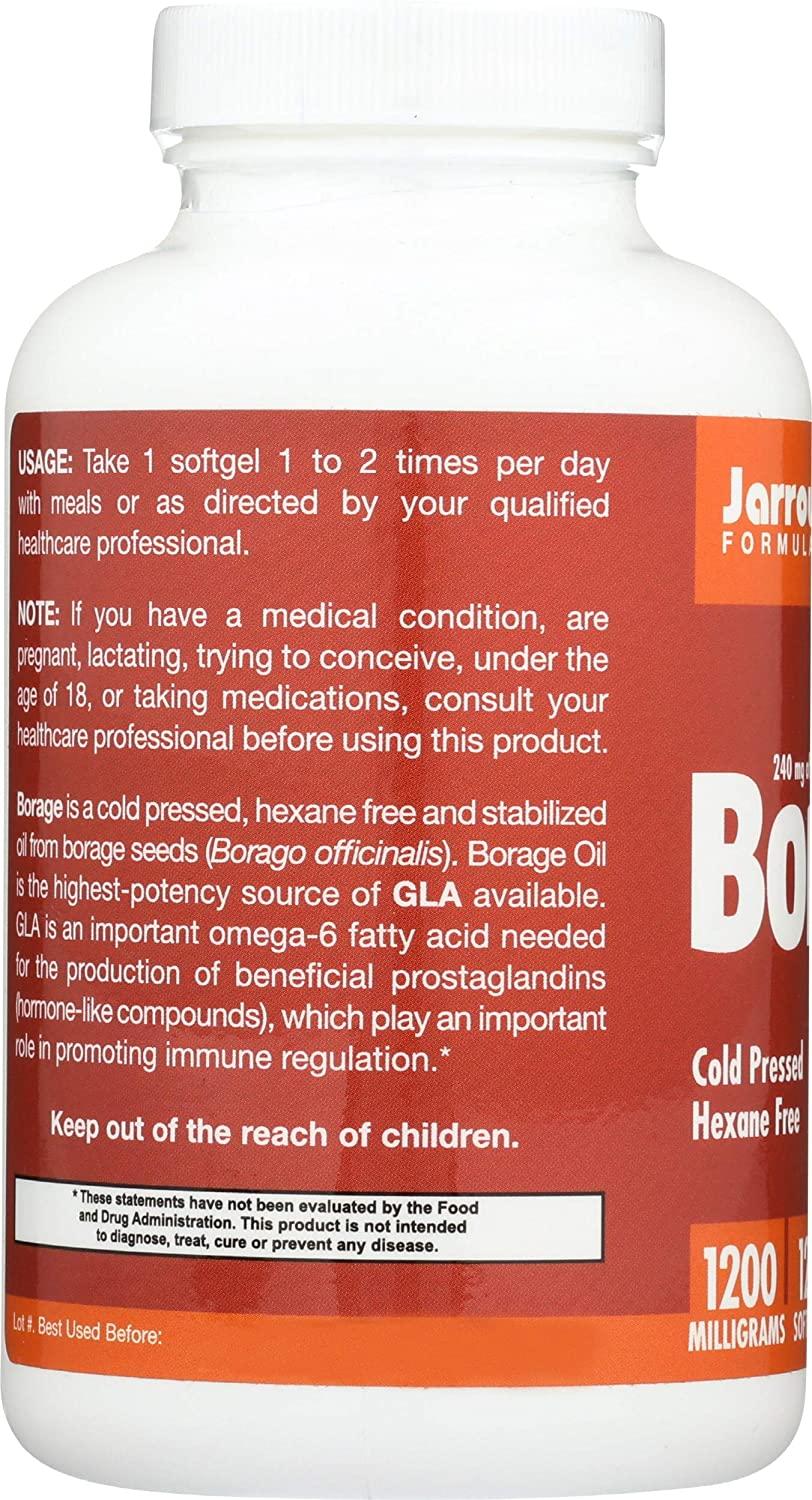 USAGE: Take 1 softgel 1 to 2 times per day
with meals or as directed by your qualified
healthcare professional.
NOTE: If you have a medical condition, are
pregnant, lactating, trying to conceive, under the
age of 18, or taking medications, consult your
healthcare professional before using this product.
Borage is a cold pressed, hexane free and stabilized
oil from borage seeds (Borago officinalis). Borage Oil
is the highest-potency source of GLA available.
GLA is an important omega-6 fatty acid needed
for the production of beneficial prostaglandins
(hormone-like compounds), which play an important
role in promoting immune regulation.*
Keep out of the reach of children.
* These statements have not been evaluated by the Food
and Drug Administration. This product is not intended
to diagnose, treat, cure or prevent any disease.
Lot #. Best Used Before:
Jarrow
FORMULA
240 mg
Bo
Cold Pressed
Hexane Free
1200
MILLIGRAMS